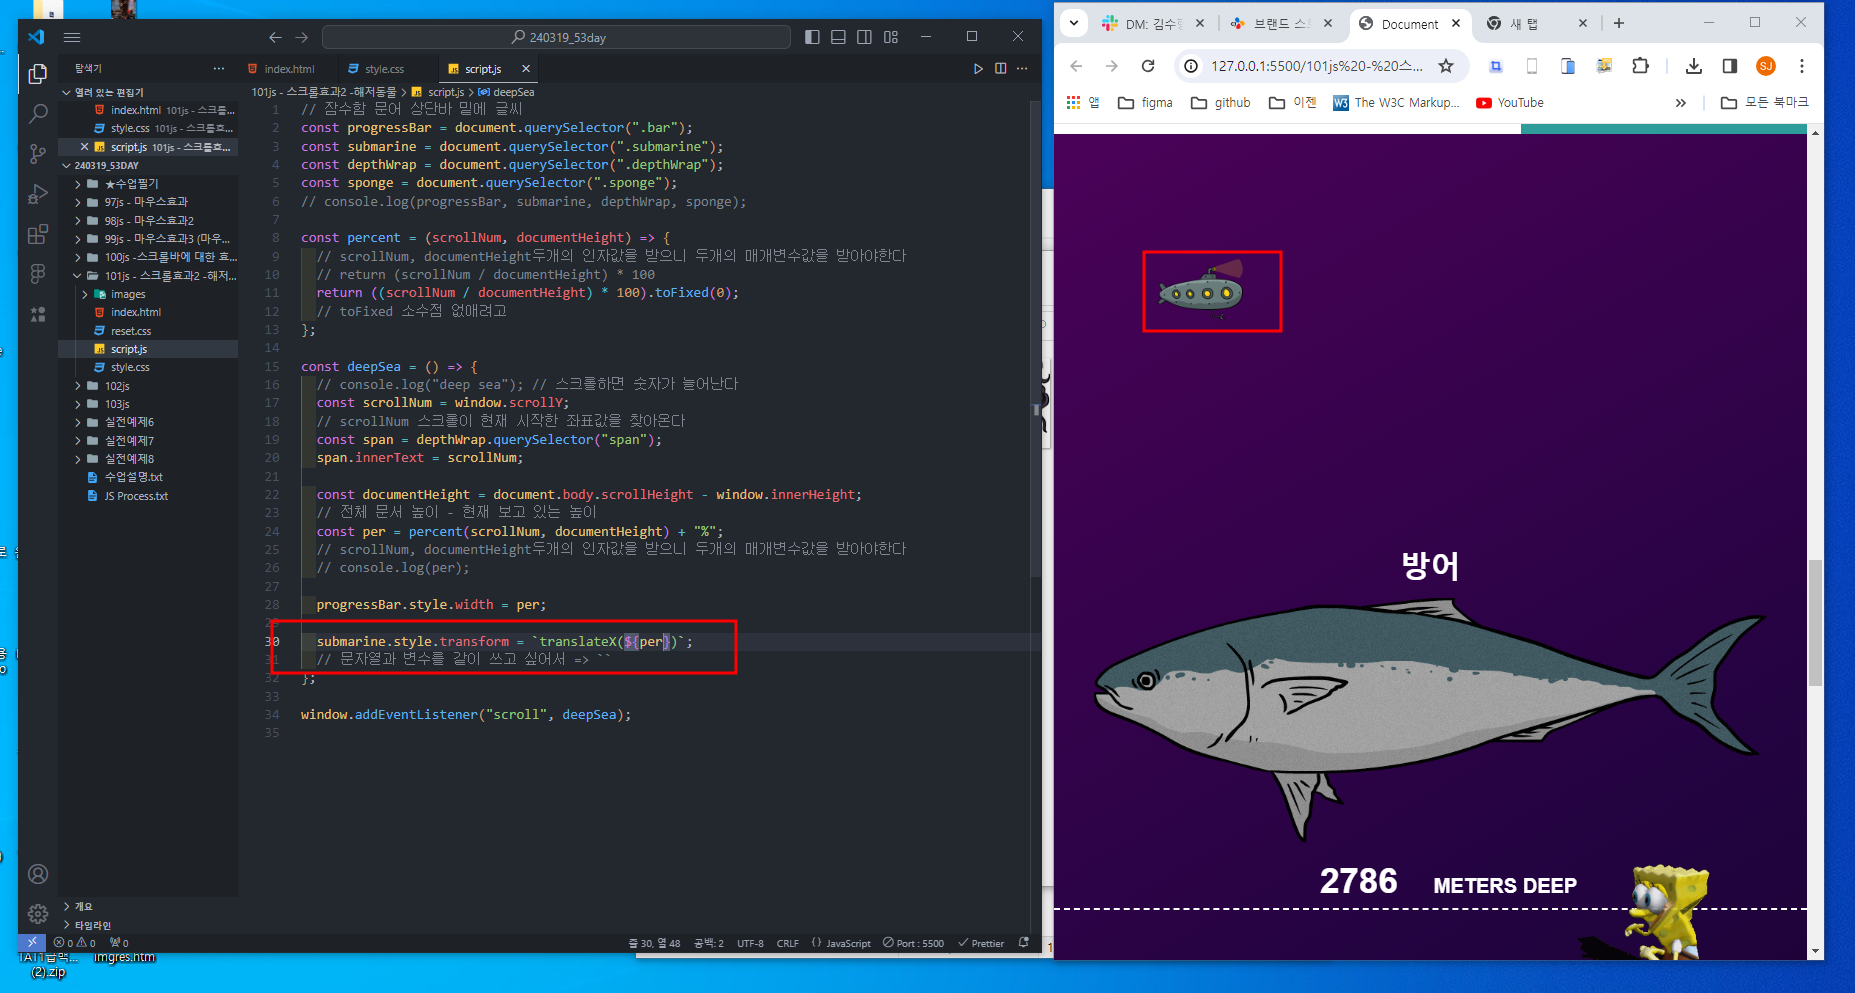 240319_53day
탐색기
index.html
style.css
script.js
열려 있는 편집기
index.html 101js - 스크롤...
style.css 101js - 스크롤효...
script.js 101js - 스크롤효...
240319_53DAY
★수업필기
97js - 마우스효과
98js - 마우스효과2
99js - 마우스효과3 (마우...
100js -스크롤바에 대한 효...
101js - 스크롤효과2 -해저...
images
index.html
reset.css
script.js
style.css
102js
103js
실전예제6
실전예제7
실전예제8
수업설명.txt
JS Process.txt
개요
타임라인
101js - 스크롤효과2 -해저동물 > script.js > deepSea
1 // 잠수함 문어 상단바 밑에 글씨
2 const progressBar = document.querySelector(".bar");
3 const submarine = document.querySelector(".submarine");
4 const depthWrap = document.querySelector(".depthWrap");
5 const sponge = document.querySelector(".sponge");
6 // console.log(progressBar, submarine, depthWrap, sponge);
7
8 const percent = (scrollNum, documentHeight) => {
9 // scrollNum, documentHeight두개의 인자값을 받으니 두개의 매개변수값을 받아야한다
10 // return (scrollNum / documentHeight) * 100
11 return ((scrollNum / documentHeight) * 100).toFixed(0);
12 // toFixed 소수점 없애려고
13 };
14
15 const deepSea = () => {
16 // console.log("deep sea"); // 스크롤하면 숫자가 늘어난다
17 const scrollNum = window.scrollY;
18 // scrollNum 스크롤이 현재 시작한 좌표값을 찾아온다
19 const span = depthWrap.querySelector("span");
20 span.innerText = scrollNum;
21
22 const documentHeight = document.body.scrollHeight - window.innerHeight;
23 // 전체 문서 높이 - 현재 보고 있는 높이
24 const per = percent(scrollNum, documentHeight) + "%";
25 // scrollNum, documentHeight두개의 인자값을 받으니 두개의 매개변수값을 받아야한다
26 // console.log(per);
27
28 progressBar.style.width = per;
29
30 submarine.style.transform = `translateX(${per})`;
31 // 문자열과 변수를 같이 쓰고 싶어서 => ``
32 };
33
34 window.addEventListener("scroll", deepSea);
35
0 0 0 줄 30, 열 48 공백: 2 UTF-8 CRLF {} JavaScript Port : 5500 Prettier
(2).zip
imgres.htm
DM: 김수
브랜드 스
Document
새 탭
127.0.0.1:5500/101js%20-%20스...
SJ
앱 figma github 이젠 The W3C Markup... YouTube » 모든 북마크
방어
2786 METERS DEEP